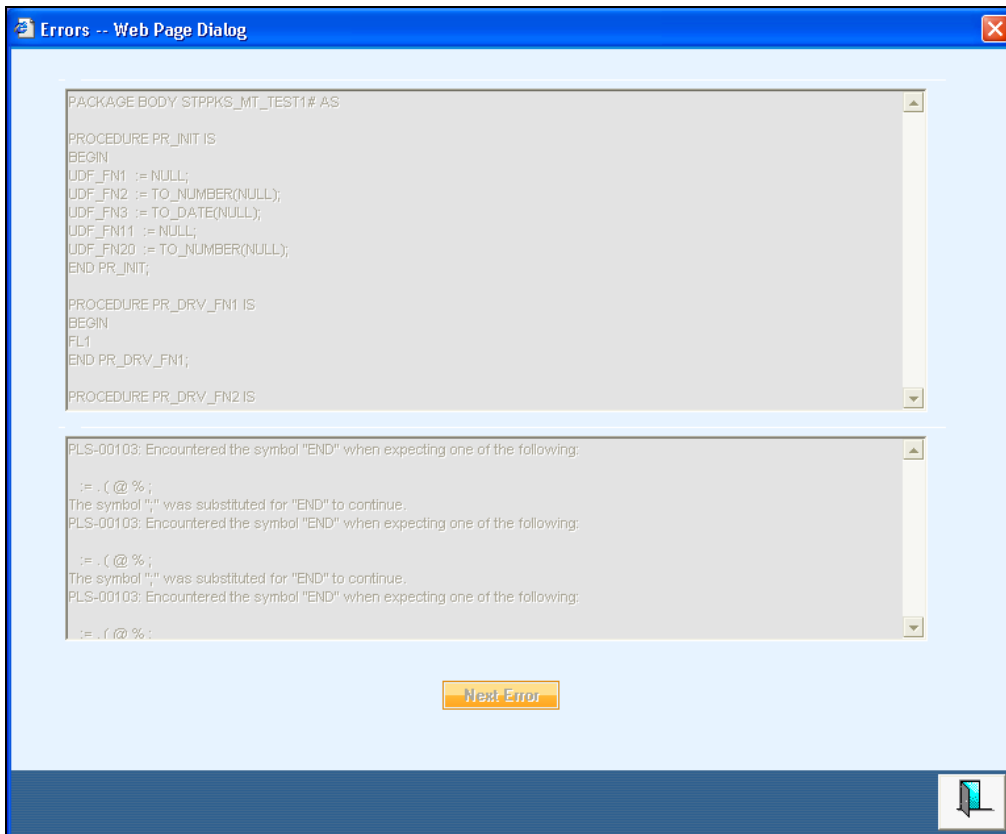 Errors -- Web Page Dialog
PACKAGE BODY STPPKS_MT_TEST1# AS
PROCEDURE PR_INIT IS
BEGIN
UDF_FN1 := NULL;
UDF_FN2 := TO_NUMBER(NULL);
UDF_FN3 := TO_DATE(NULL);
UDF_FN11 := NULL;
UDF_FN20 := TO_NUMBER(NULL);
END PR_INIT;
PROCEDURE PR_DRV_FN1 IS
BEGIN
FL1
END PR_DRV_FN1;
PROCEDURE PR_DRV_FN2 IS
PLS-00103: Encountered the symbol "END" when expecting one of the following:
:= . ( @ % ;
The symbol ";" was substituted for "END" to continue.
PLS-00103: Encountered the symbol "END" when expecting one of the following:
:= . ( @ % ;
The symbol ";" was substituted for "END" to continue.
PLS-00103: Encountered the symbol "END" when expecting one of the following:
:= . ( @ % ;
Next Error